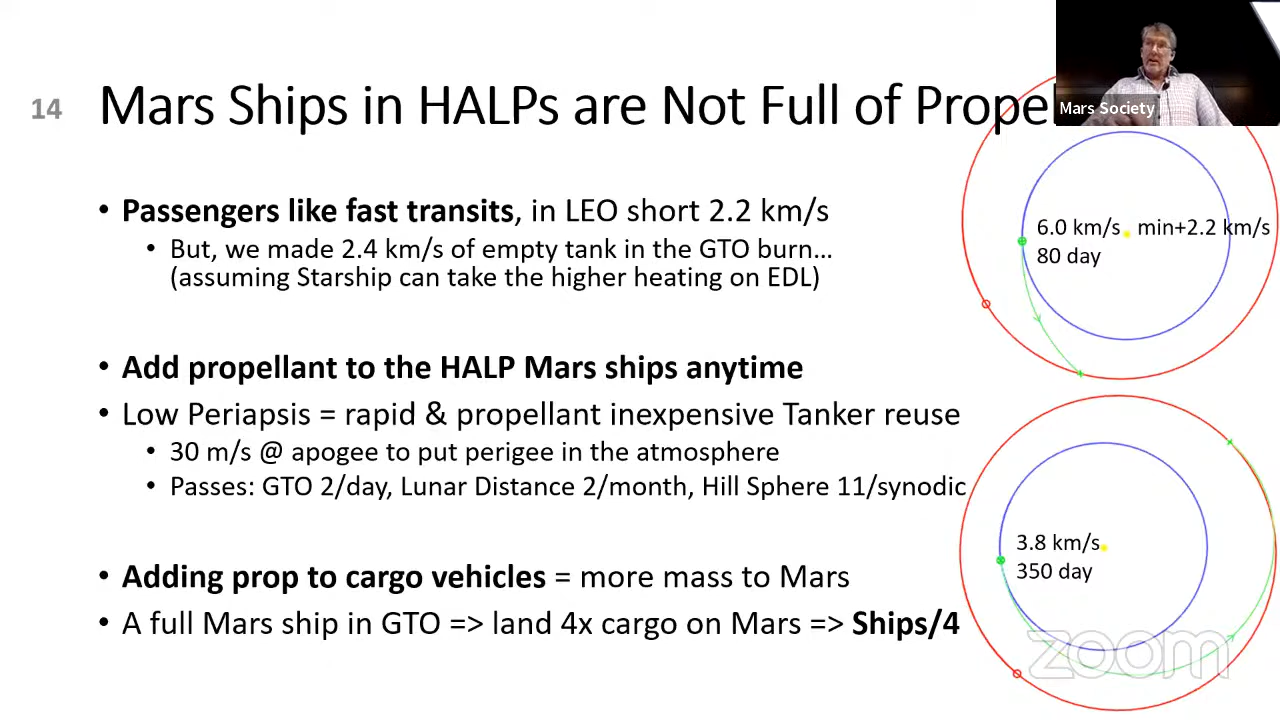 14
Mars Ships in HALPs are Not Full of Prope
Mars Society
• Passengers like fast transits, in LEO short 2.2 km/s
• But, we made 2.4 km/s of empty tank in the GTO burn…
(assuming Starship can take the higher heating on EDL)
6.0 km/s min+2.2 km/s
80 day
• Add propellant to the HALP Mars ships anytime
• Low Periapsis = rapid & propellant inexpensive Tanker reuse
• 30 m/s @ apogee to put perigee in the atmosphere
• Passes: GTO 2/day, Lunar Distance 2/month, Hill Sphere 11/synodic
• Adding prop to cargo vehicles = more mass to Mars
• A full Mars ship in GTO => land 4x cargo on Mars => Ships/4
3.8 km/s
350 day
zoom